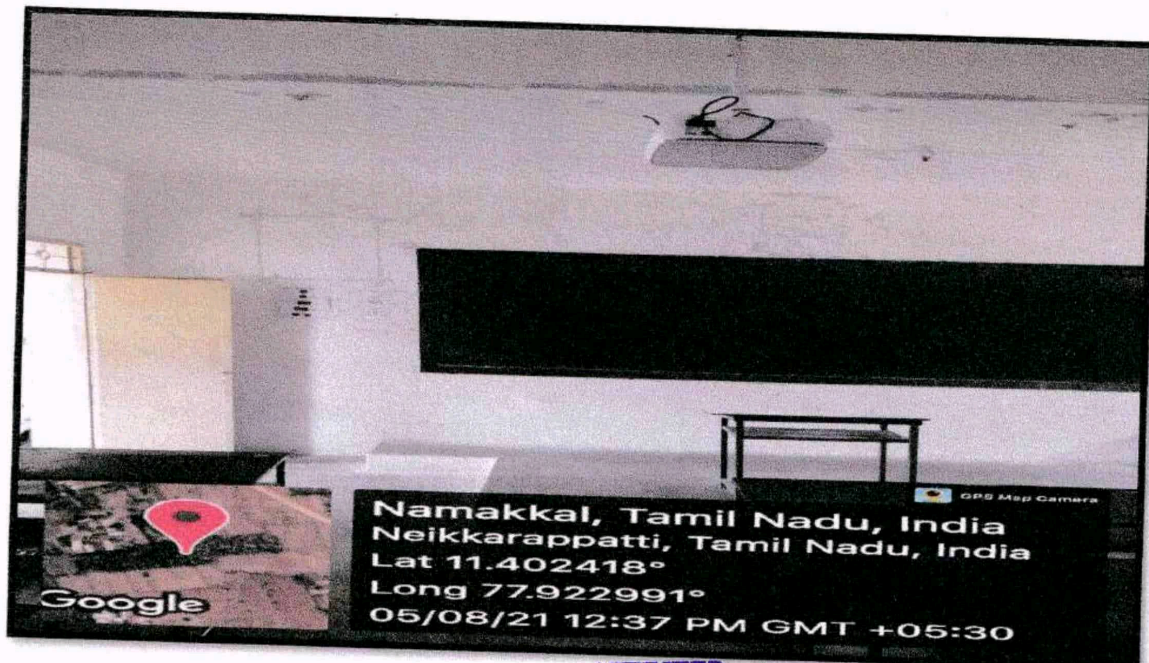 GPS Map Camera
Namakkal, Tamil Nadu, India
Neikkarappatti, Tamil Nadu, India
Lat 11.402418°
Long 77.922991°
05/08/21 12:37 PM GMT +05:30
Google